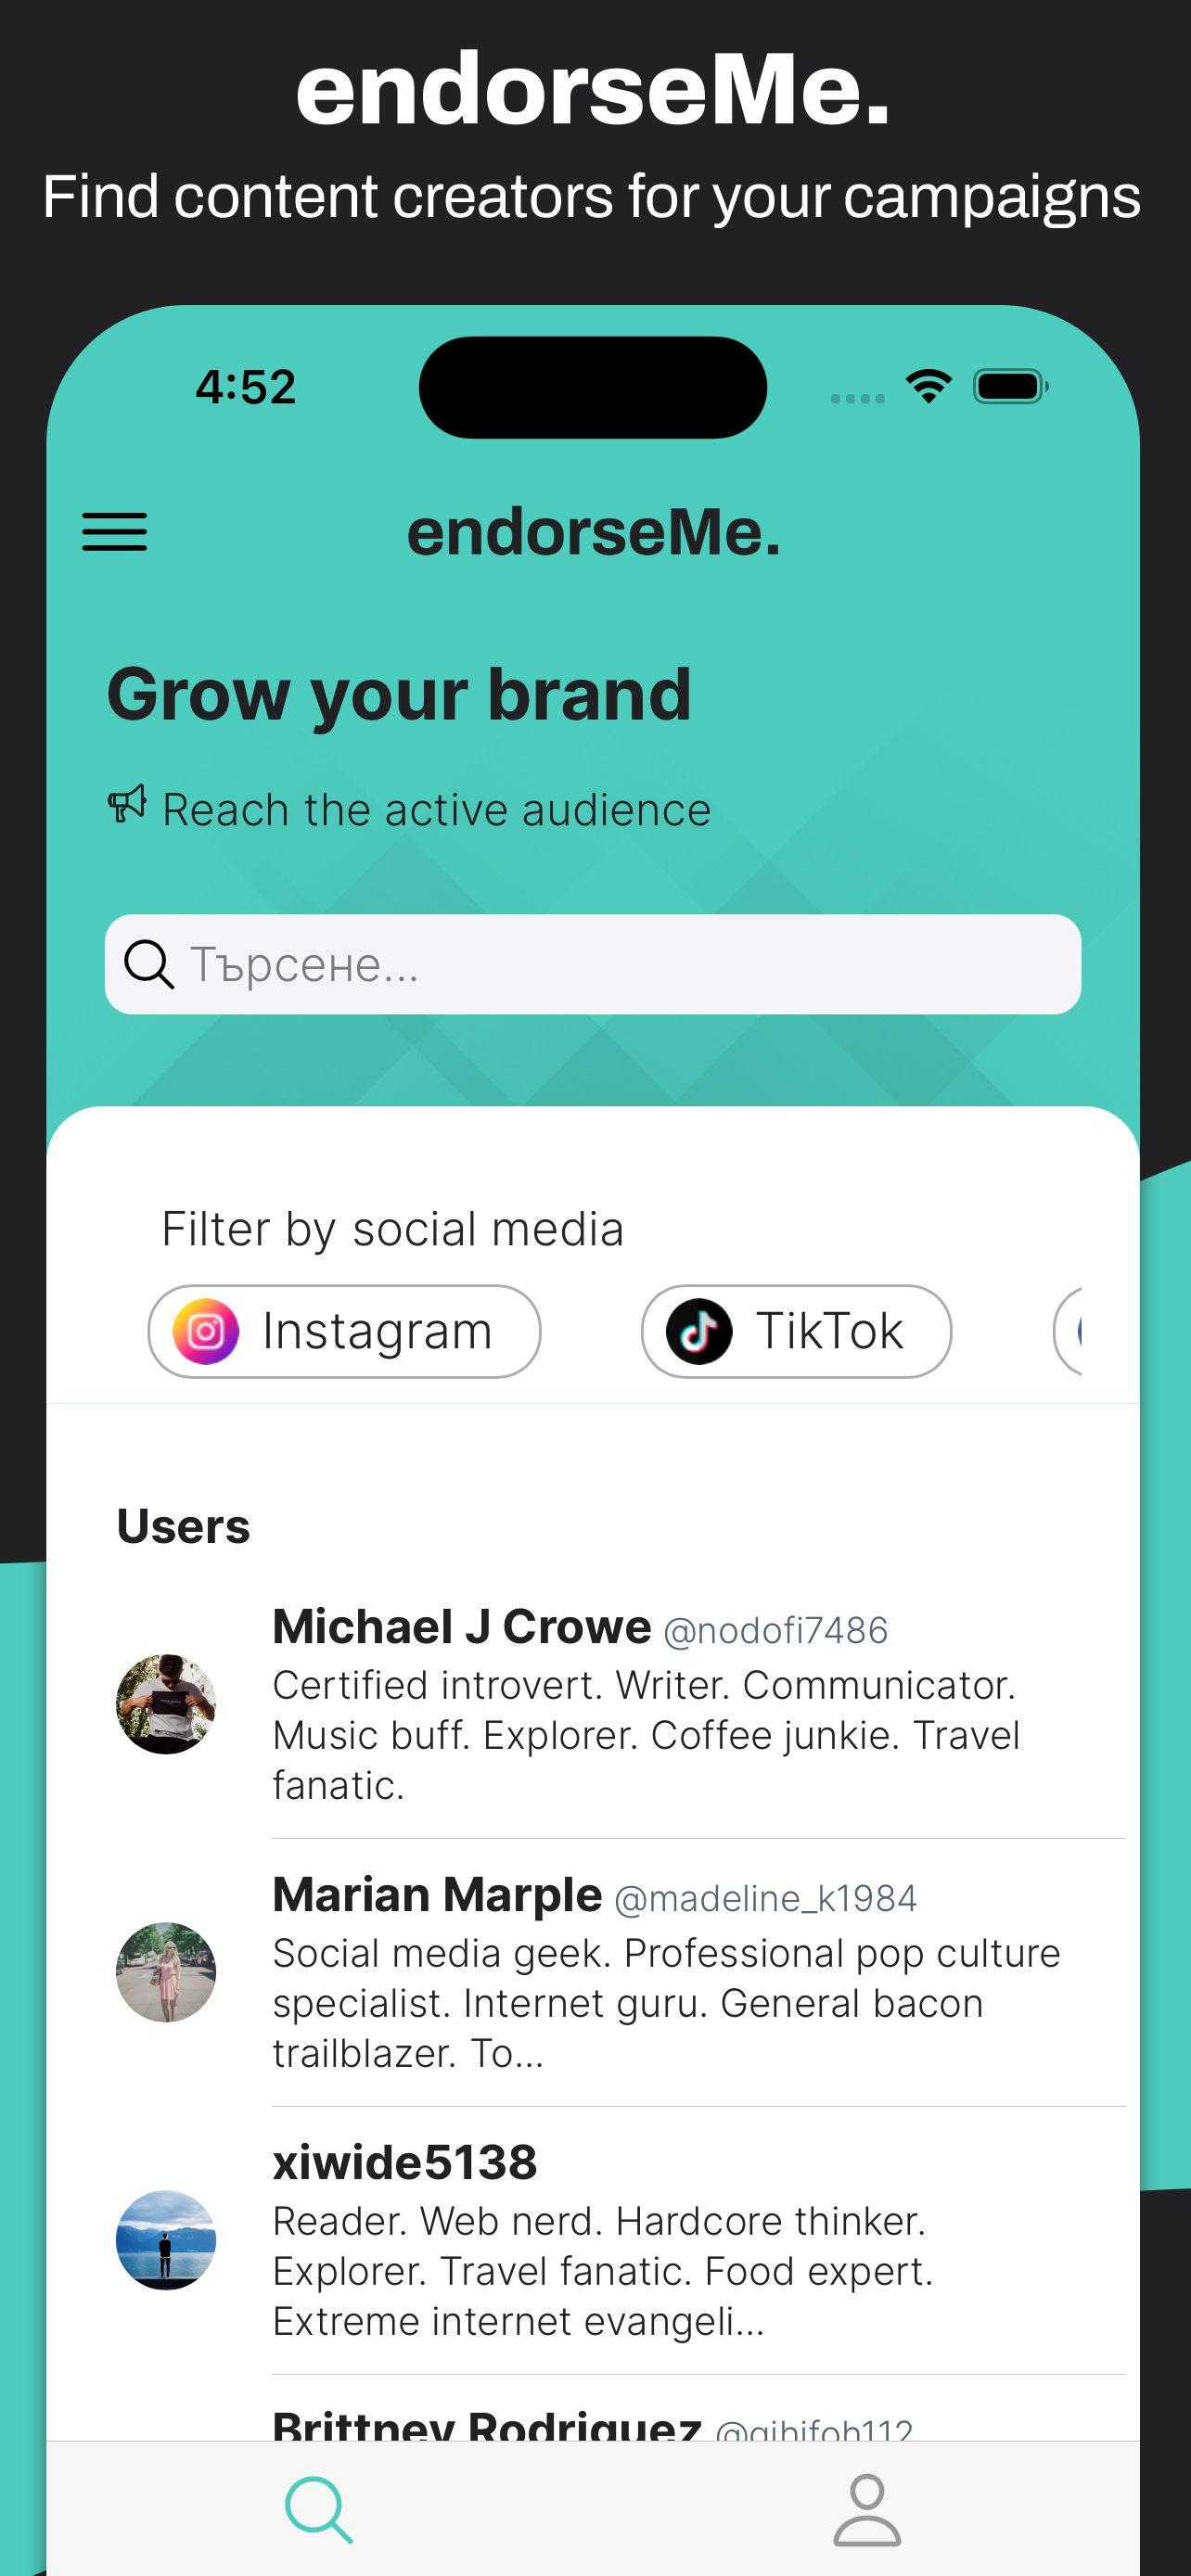 endorseMe.
Find content creators for your campaigns
4:52
endorseMe.
Grow your brand
Reach the active audience
Търсене...
Filter by social media
Instagram
TikTok
Users
Michael J Crowe @nodofi7486
Certified introvert. Writer. Communicator.
Music buff. Explorer. Coffee junkie. Travel
fanatic.
Marian Marple @madeline_k1984
Social media geek. Professional pop culture
specialist. Internet guru. General bacon
trailblazer. To...
xiwide5138
Reader. Web nerd. Hardcore thinker.
Explorer. Travel fanatic. Food expert.
Extreme internet evangeli...
Brittney Rodriguez